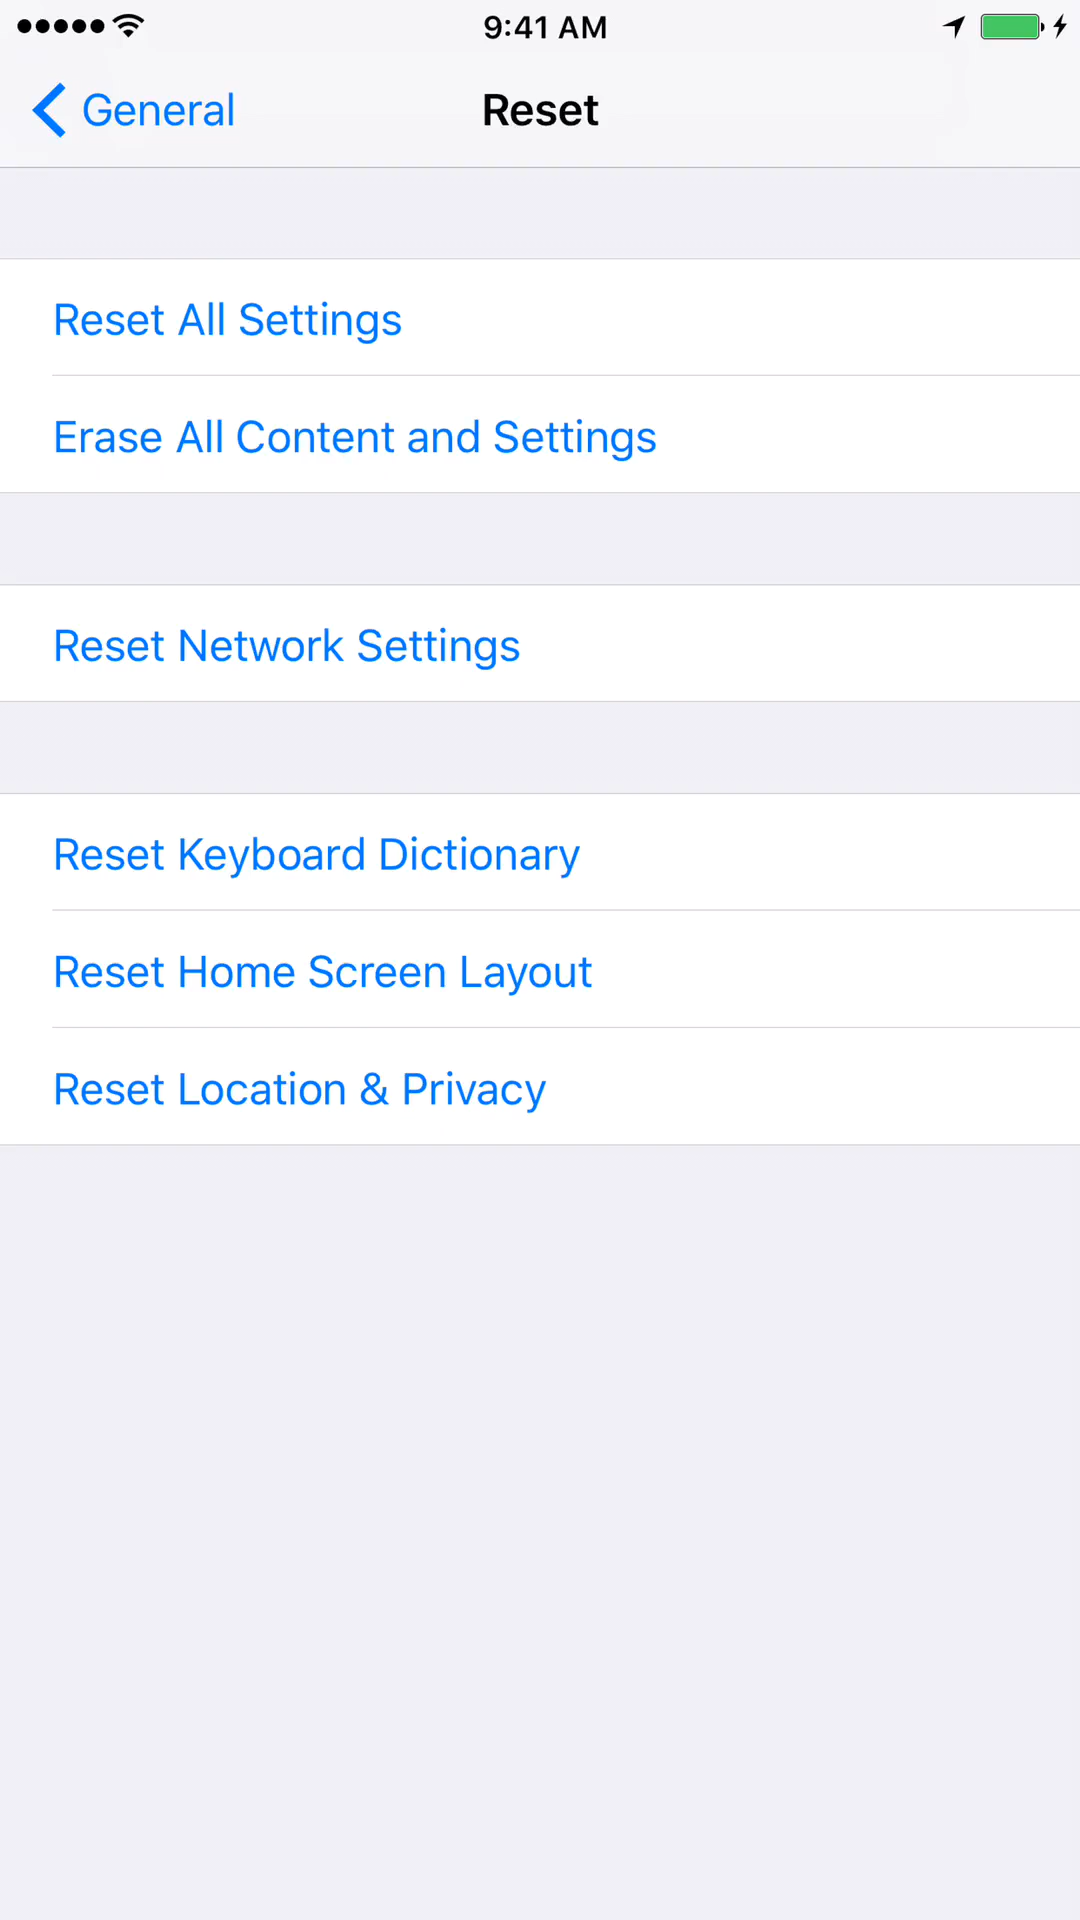 9:41 AM
General
Reset
Reset All Settings
Erase All Content and Settings
Reset Network Settings
Reset Keyboard Dictionary
Reset Home Screen Layout
Reset Location & Privacy